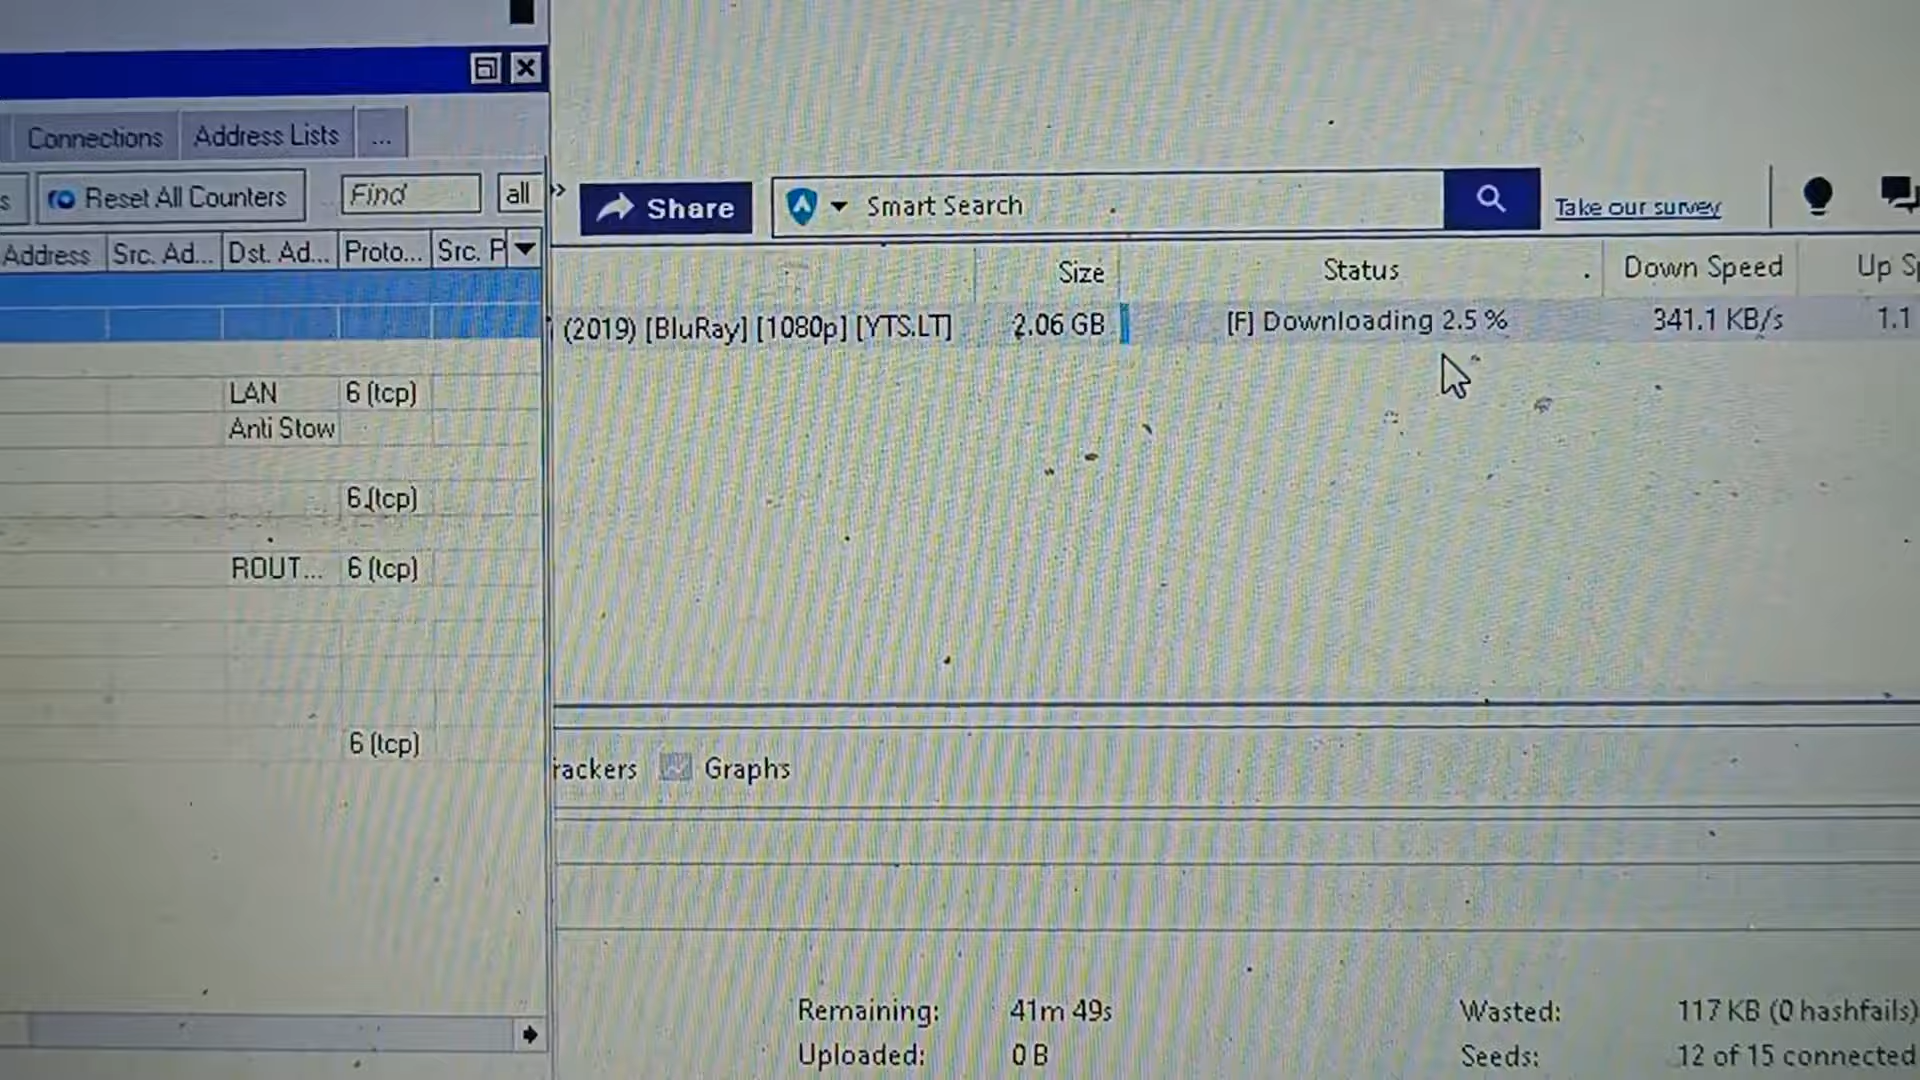 Connections Address Lists ...
s Reset All Counters Find all
Address Src. Ad... Dst. Ad... Proto... Src. P
LAN 6 (tcp)
Anti Stow
6 (tcp)
ROUT... 6 (tcp)
6 (tcp)
» Share Smart Search Take our survey
Size Status Down Speed Up Sp
(2019) [BluRay] [1080p] [YTS.LT] 2.06 GB [F] Downloading 2.5 % 341.1 KB/s 1.1
rackers Graphs
Remaining: 41m 49s Wasted: 117 KB (0 hashfails)
Uploaded: 0 B Seeds: 12 of 15 connected